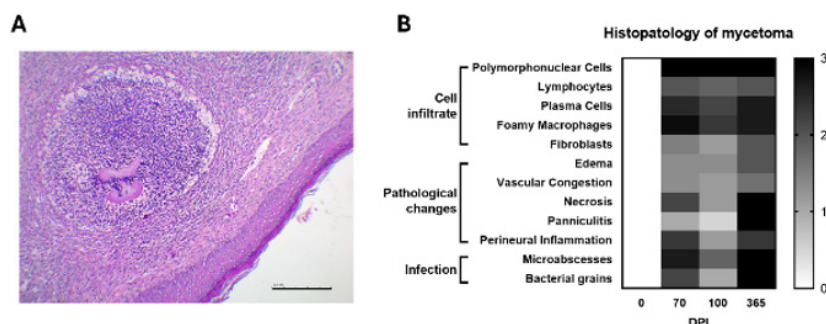 A
B
Histopatology of mycetoma
Polymorphonuclear Cells
Lymphocytes
Plasma Cells
Foamy Macrophages
Fibroblasts
Edema
Vascular Congestion
Necrosis
Panniculitis
Perineural Inflammation
Microabscesses
Bacterial grains
Cell
infiltrate
Pathological
changes
Infection
0
70
100
365
DPI
3
2
1
0